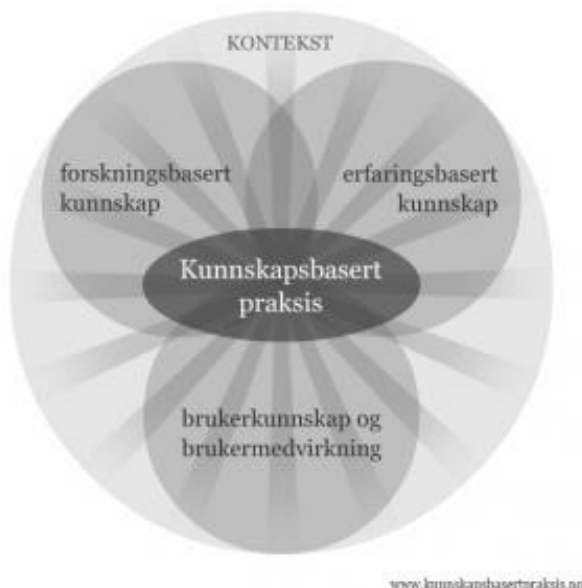 KONTEKST
forskningsbasert
kunnskap
erfaringsbasert
kunnskap
Kunnskapsbasert
praksis
brukerkunnskap og
brukermedvirkning
www.kunnskapsbasertpraksis.no